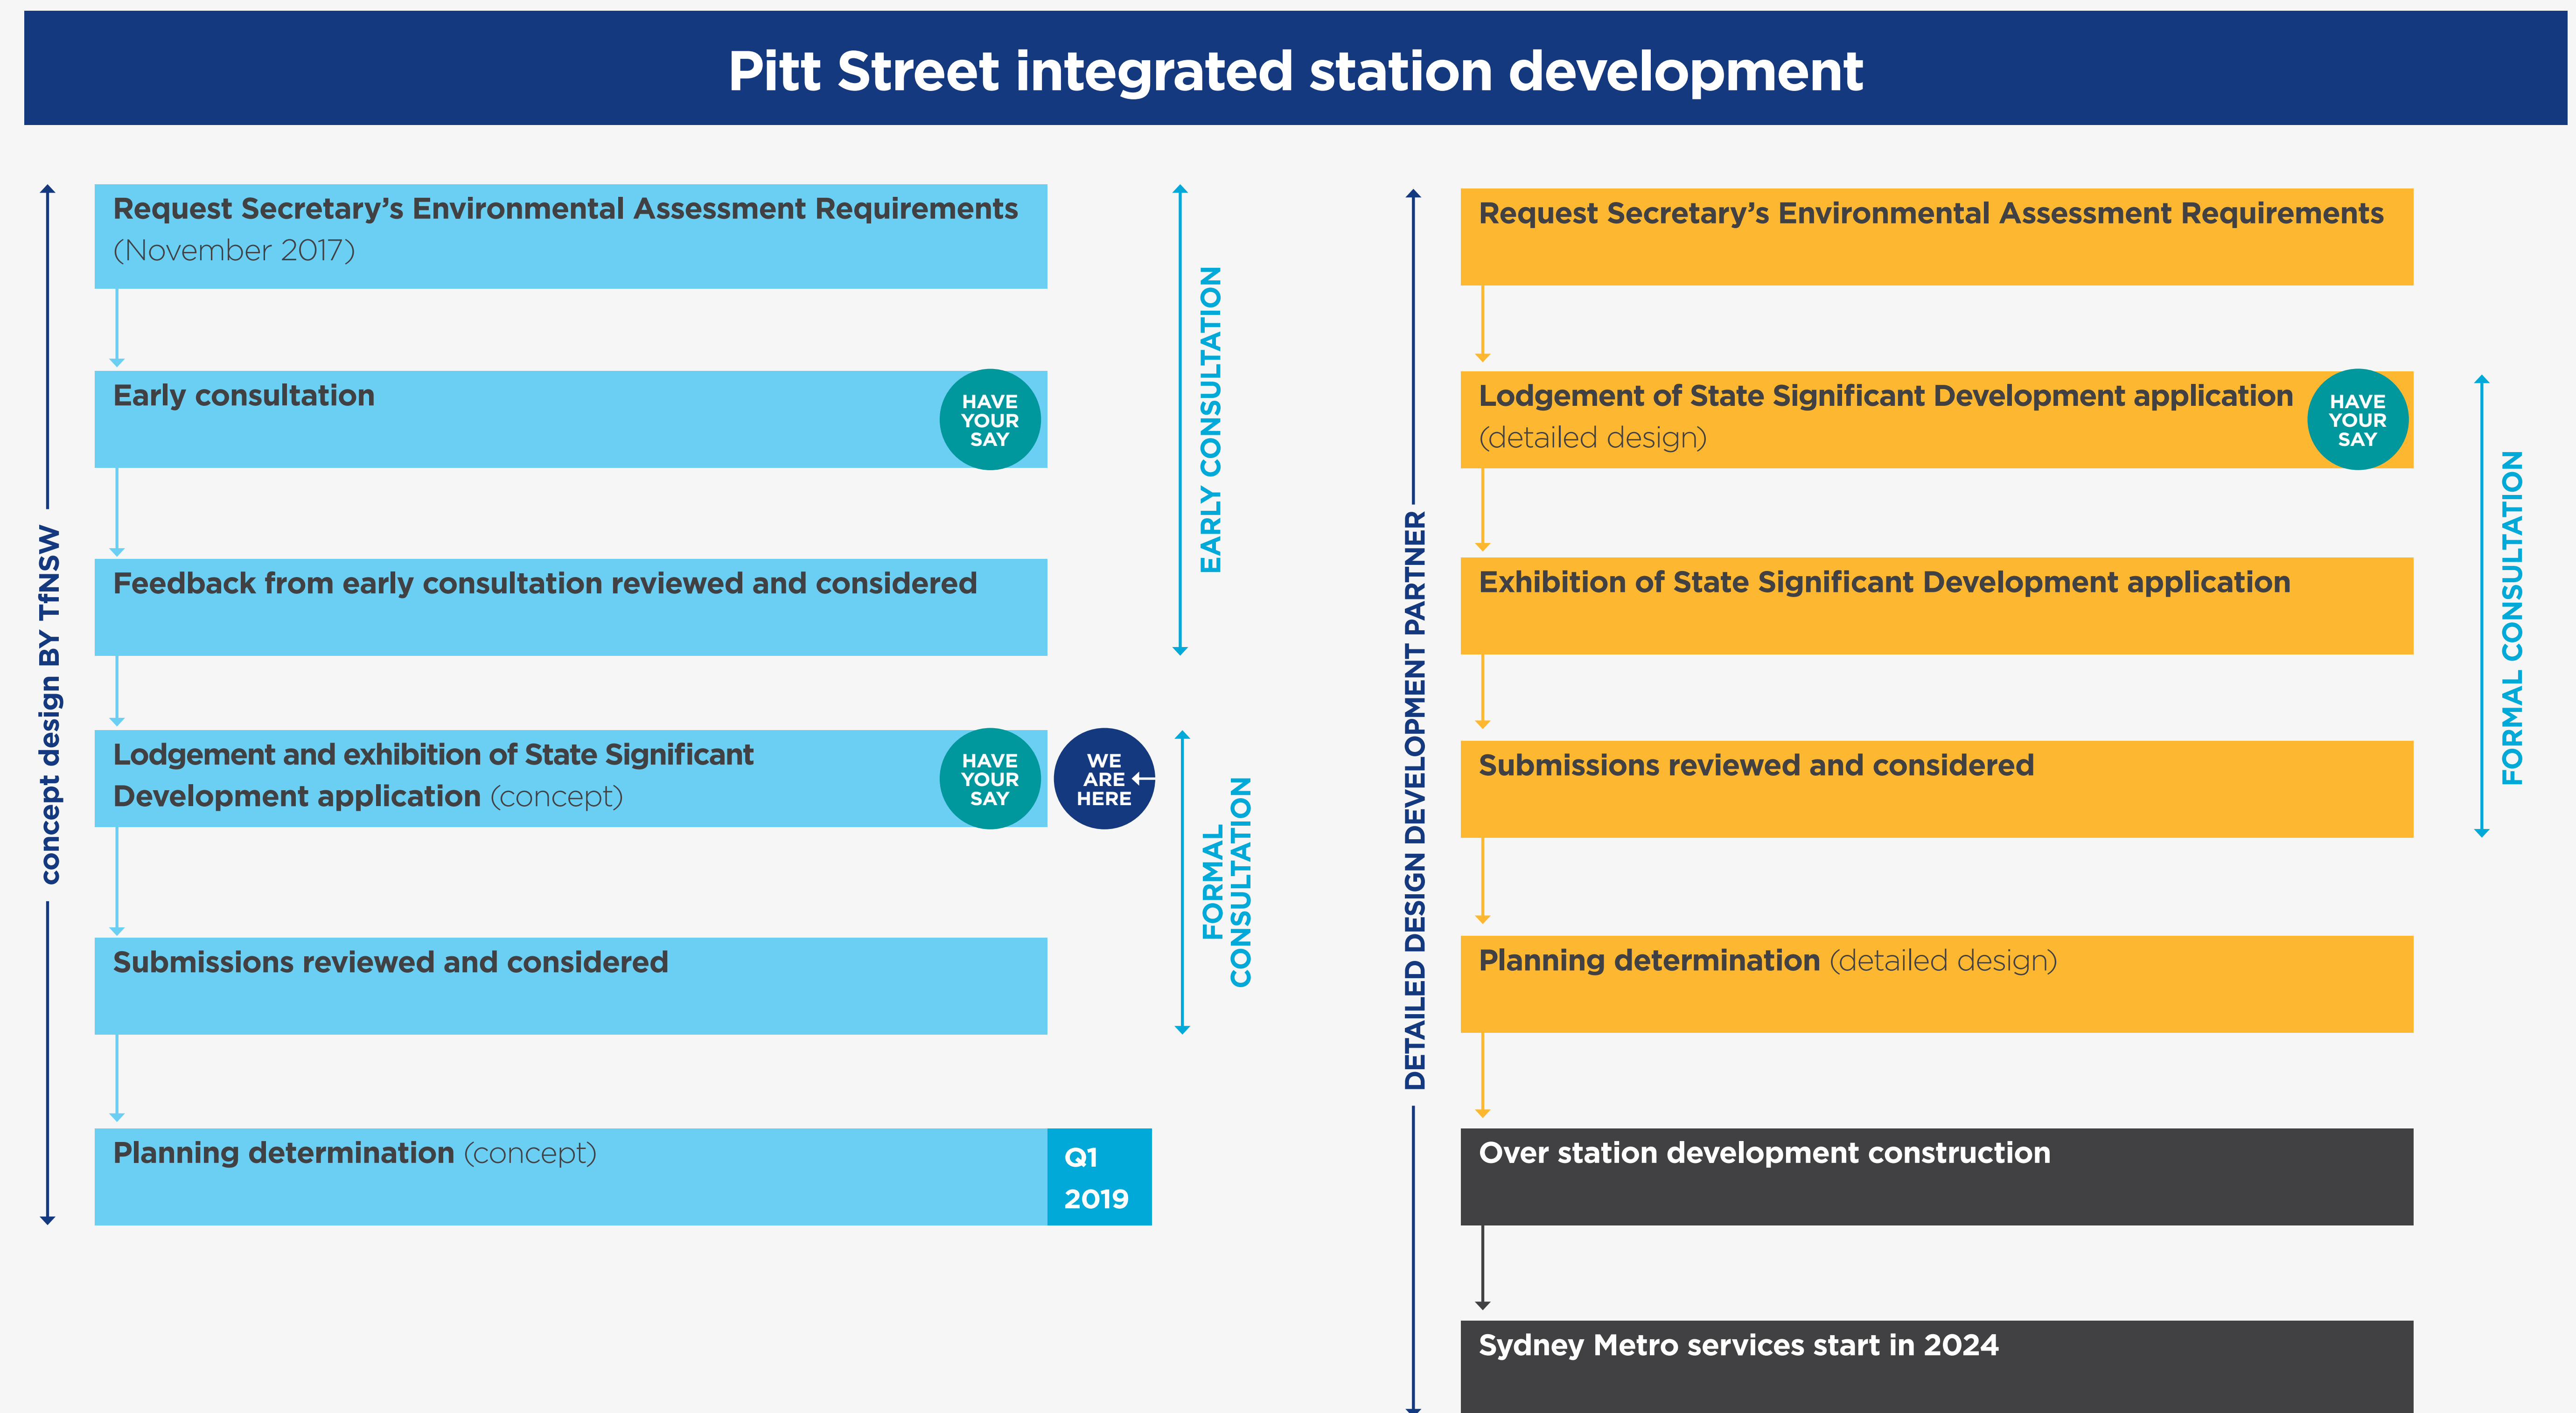 Pitt Street integrated station development
concept design BY TfNSW
Request Secretary’s Environmental Assessment Requirements
(November 2017)
Early consultation
HAVE
YOUR
SAY
Feedback from early consultation reviewed and considered
EARLY CONSULTATION
Lodgement and exhibition of State Significant
Development application (concept)
HAVE
YOUR
SAY
WE
ARE
HERE
Submissions reviewed and considered
FORMAL
CONSULTATION
Planning determination (concept)
Q1
2019
DETAILED DESIGN DEVELOPMENT PARTNER
Request Secretary’s Environmental Assessment Requirements
Lodgement of State Significant Development application
(detailed design)
HAVE
YOUR
SAY
Exhibition of State Significant Development application
Submissions reviewed and considered
FORMAL CONSULTATION
Planning determination (detailed design)
Over station development construction
Sydney Metro services start in 2024